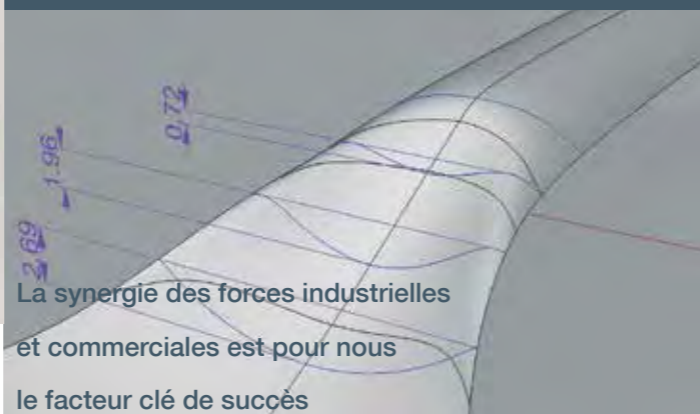 0,72
1.96
2,69
La synergie des forces industrielles
et commerciales est pour nous
le facteur clé de succès